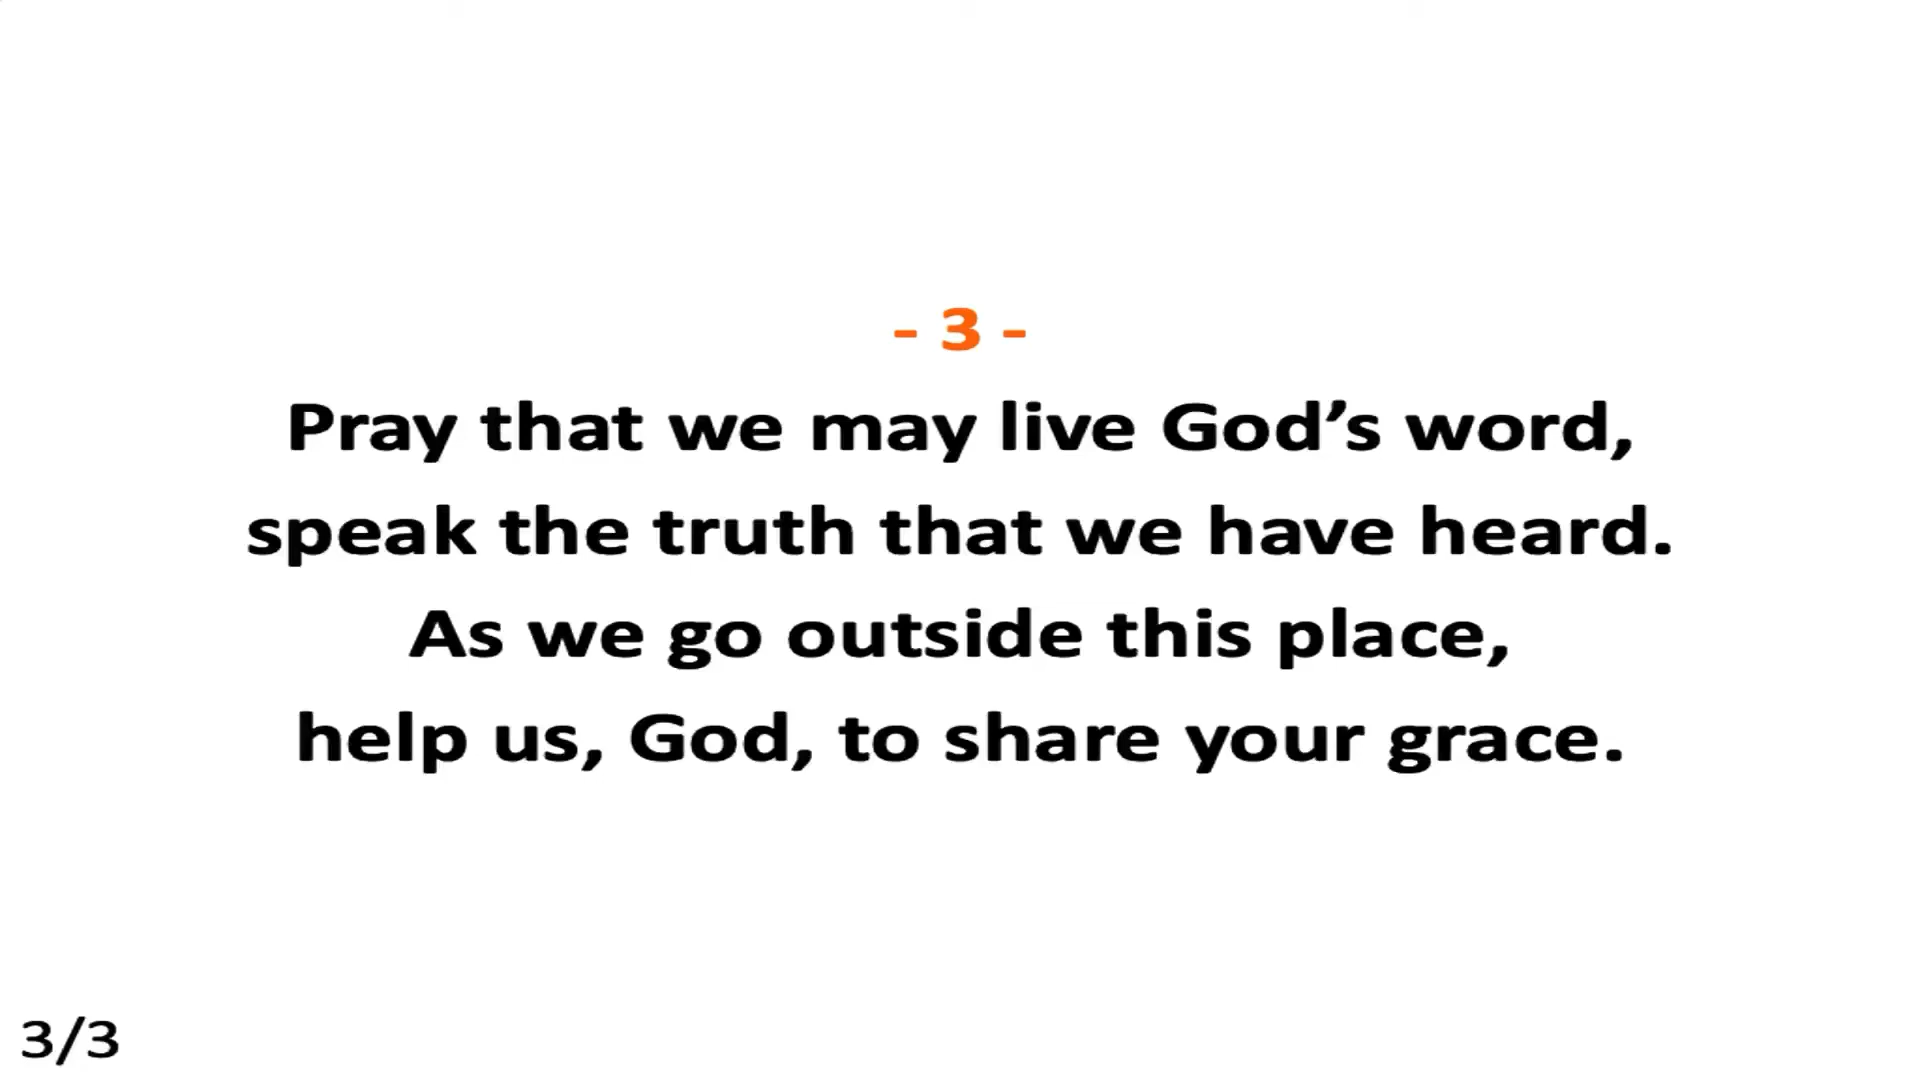 - 3 -
Pray that we may live God’s word,
speak the truth that we have heard.
As we go outside this place,
help us, God, to share your grace.
3/3